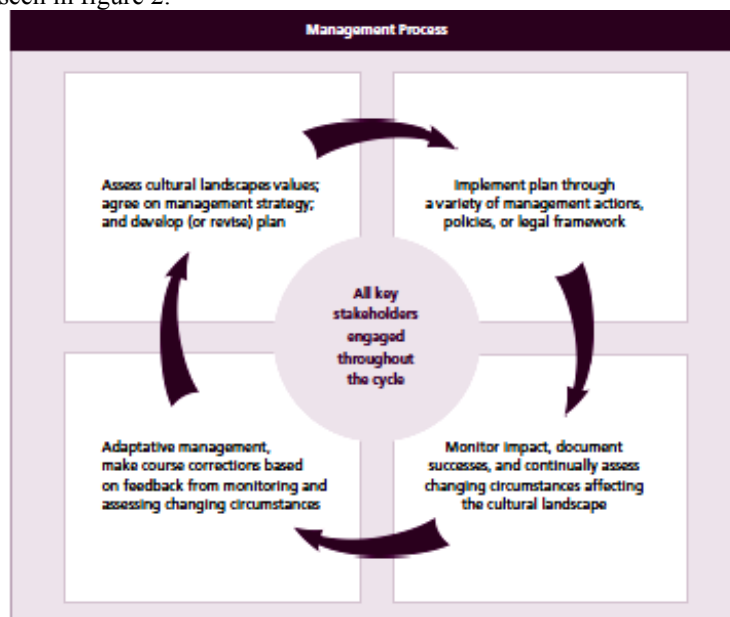 seen in figure 2.
Management Process
Assess cultural landscapes values;
agree on management strategy;
and develop (or revise) plan
Implement plan through
a variety of management actions,
policies, or legal framework
All key
stakeholders
engaged
throughout
the cycle
Adaptative management,
make course corrections based
on feedback from monitoring and
assessing changing circumstances
Monitor impact, document
successes, and continually assess
changing circumstances affecting
the cultural landscape